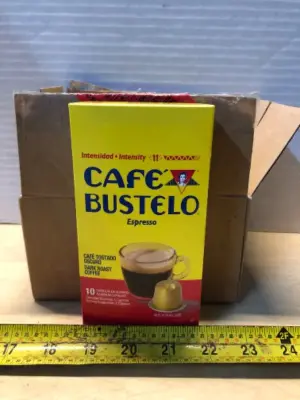 Intensidad • Intensity 11
CAFÉ
BUSTELO
Espresso
CAFÉ TOSTADO
OSCURO
DARK ROAST
COFFEE
10
17 18 19 20 21 22 23 24